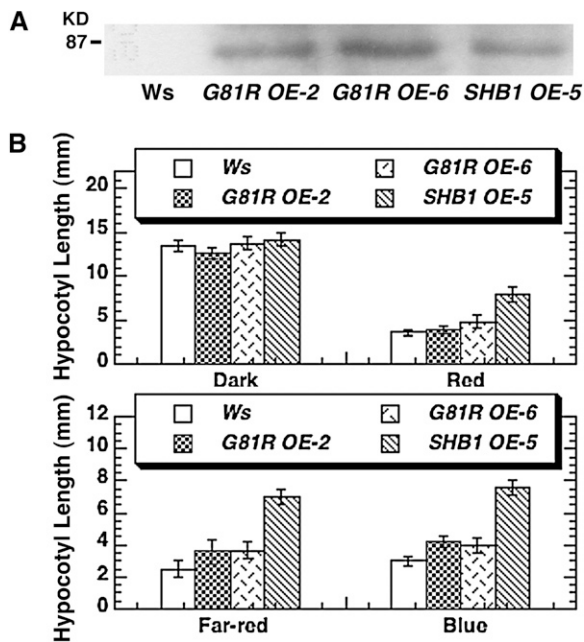 A
KD
87
Ws G81R OE-2 G81R OE-6 SHB1 OE-5
B
Hypocotyl Length (mm)
20
15
10
5
0
Ws G81R OE-6
G81R OE-2 SHB1 OE-5
Dark Red
Hypocotyl Length (mm)
12
10
8
6
4
2
0
Ws G81R OE-6
G81R OE-2 SHB1 OE-5
Far-red Blue